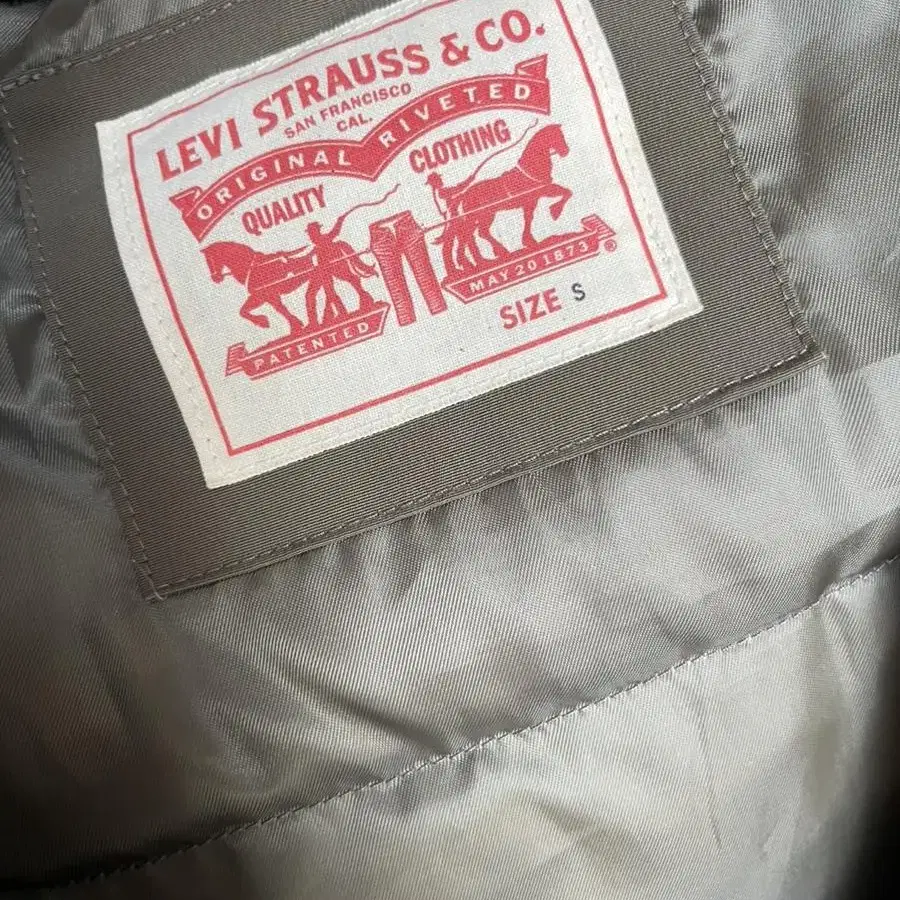 LEVI STRAUSS & CO.
SAN FRANCISCO
CAL.
ORIGINAL RIVETED
QUALITY CLOTHING
PATENTED MAY 20 1873 ®
SIZE S